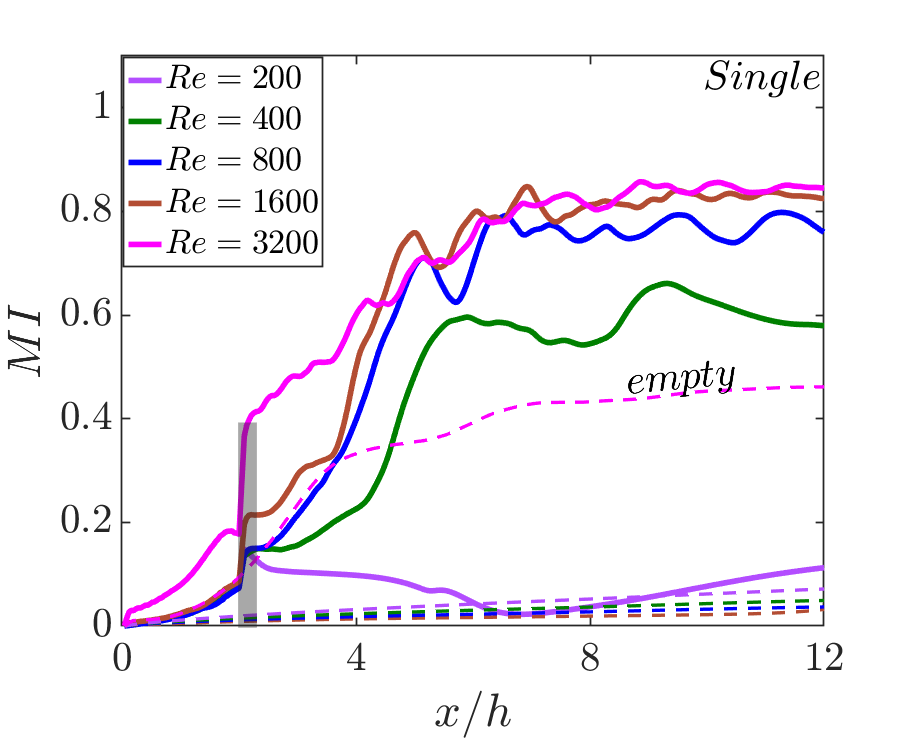 Single
Re = 200
Re = 400
Re = 800
Re = 1600
Re = 3200
1
0.8
0.6
0.4
0.2
0
MI
empty
0 4 8 12
x/h